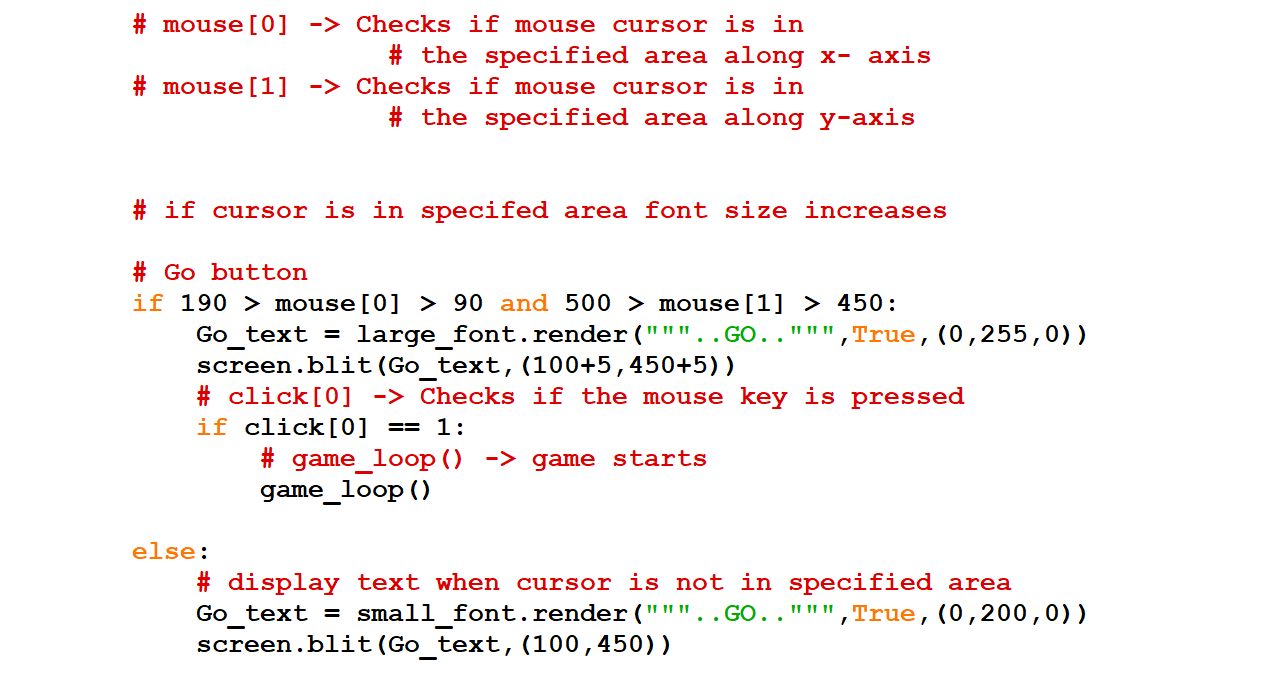 # mouse[0] -> Checks if mouse cursor is in
# the specified area along x- axis
# mouse[1] -> Checks if mouse cursor is in
# the specified area along y-axis
# if cursor is in specifed area font size increases
# Go button
if 190 > mouse[0] > 90 and 500 > mouse[1] > 450:
    Go_text = large_font.render("""..GO..""",True,(0,255,0))
    screen.blit(Go_text,(100+5,450+5))
    # click[0] -> Checks if the mouse key is pressed
    if click[0] == 1:
        # game_loop() -> game starts
        game_loop()
else:
    # display text when cursor is not in specified area
    Go_text = small_font.render("""..GO..""",True,(0,200,0))
    screen.blit(Go_text,(100,450))